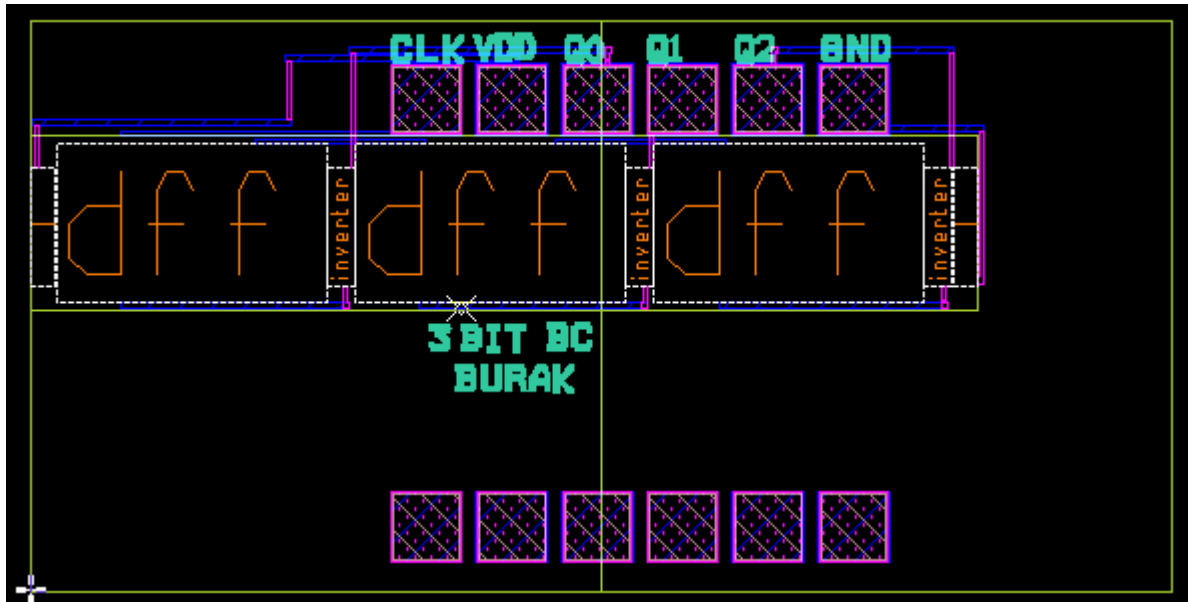 CLK VDD Q0 Q1 Q2 GND
dff inverter dff inverter dff inverter
3 BIT BC
BURAK